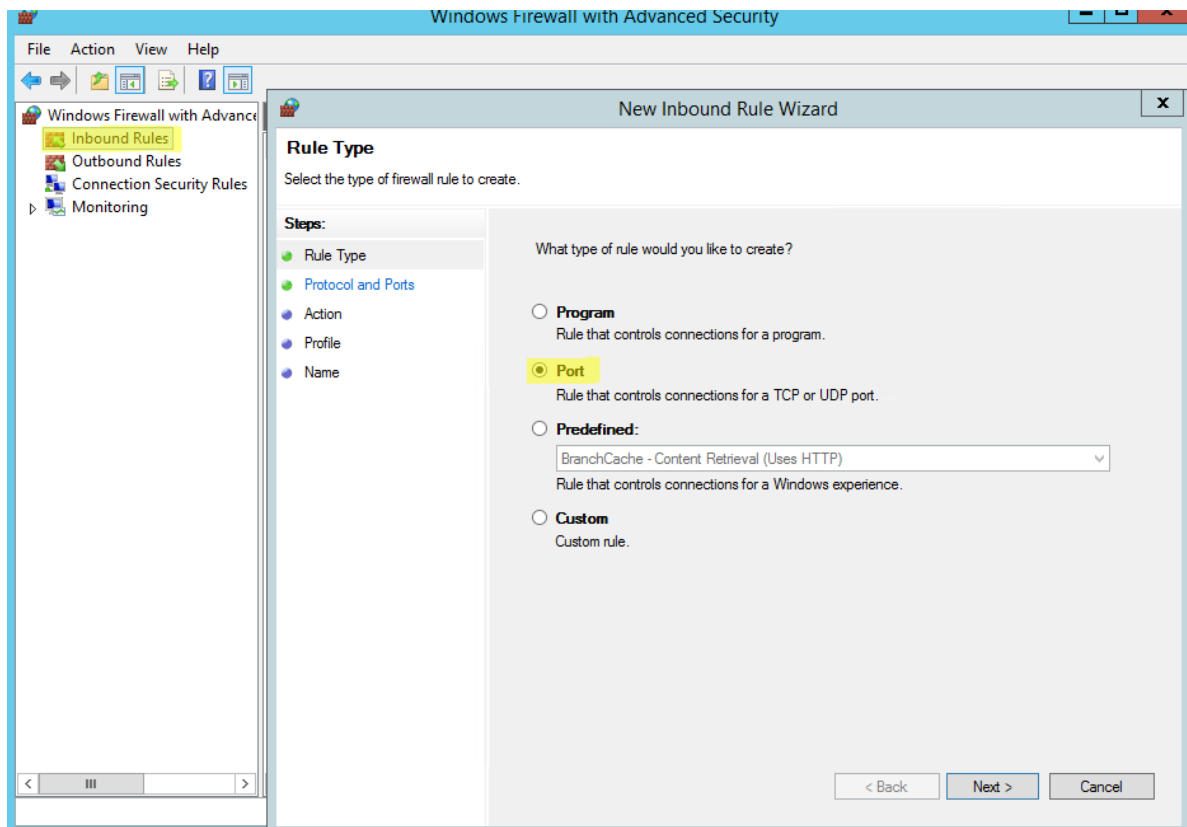 Windows Firewall with Advanced Security
File Action View Help
Windows Firewall with Advance
Inbound Rules
Outbound Rules
Connection Security Rules
Monitoring
New Inbound Rule Wizard
x
Rule Type
Select the type of firewall rule to create.
Steps:
Rule Type
Protocol and Ports
Action
Profile
Name
What type of rule would you like to create?
Program
Rule that controls connections for a program.
Port
Rule that controls connections for a TCP or UDP port.
Predefined:
BranchCache - Content Retrieval (Uses HTTP)
Rule that controls connections for a Windows experience.
Custom
Custom rule.
< Back Next > Cancel